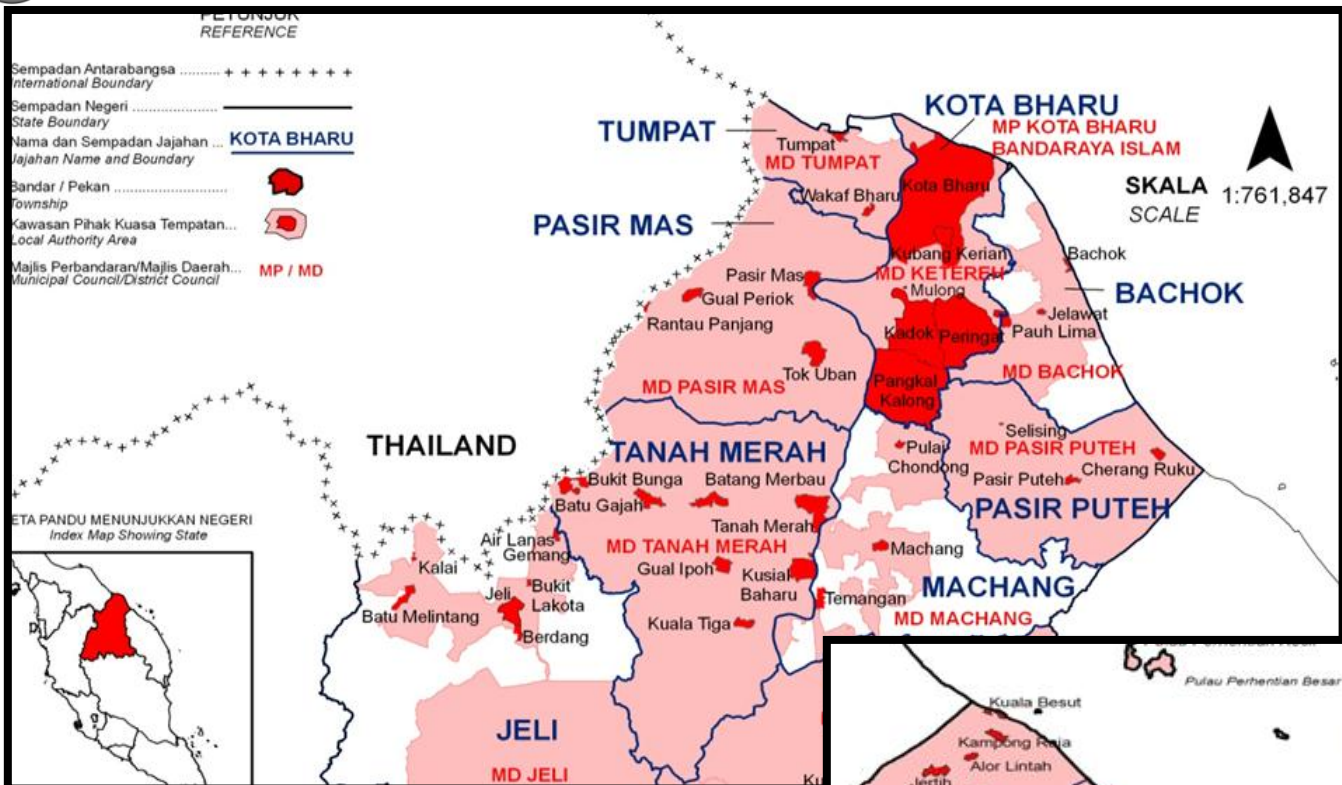 PETUNJUK
REFERENCE
Sempadan Antarabangsa ..........
International Boundary
Sempadan Negeri ......................
State Boundary
Nama dan Sempadan Jajahan ... KOTA BHARU
Jajahan Name and Boundary
Bandar / Pekan .............................
Township
Kawasan Pihak Kuasa Tempatan...
Local Authority Area
Majlis Perbandaran/Majlis Daerah... MP / MD
Municipal Council/District Council
KOTA BHARU
MP KOTA BHARU
BANDARAYA ISLAM
SKALA
SCALE
1:761,847
TUMPAT
Tumpat
MD TUMPAT
Wakaf Bharu
Kota Bharu
PASIR MAS
Kubang Kerian
MD KETEREH
Mulong
Bachok
BACHOK
Pasir Mas
Gual Periok
Rantau Panjang
Jelawat
Pauh Lima
Kadok
Peringat
Tok Uban
MD PASIR MAS
MD BACHOK
Pangkal
Kalong
THAILAND
TANAH MERAH
Selising
MD PASIR PUTEH
Pulai
Chondong
Cherang Ruku
Pasir Puteh
PASIR PUTEH
Bukit Bunga
Batang Merbau
Batu Gajah
Tanah Merah
MD TANAH MERAH
Air Lanas
Gemang
Machang
Gual Ipoh
Kusial
Baharu
Kalai
Jeli
Bukit
Lakota
Batu Melintang
Berdang
Temangan
MACHANG
MD MACHANG
Kuala Tiga
ETA PANDU MENUNJUKKAN NEGERI
Index Map Showing State
JELI
MD JELI
Ku
Pulau Perhentian Besar
Kuala Besut
Kampong Raja
Alor Lintah
Jertih